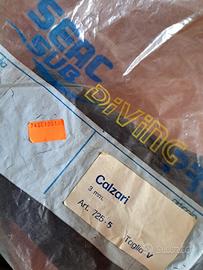 SEAC
SUB
DIVING
Calzari
3 mm.
Art. 725-5
Taglia V